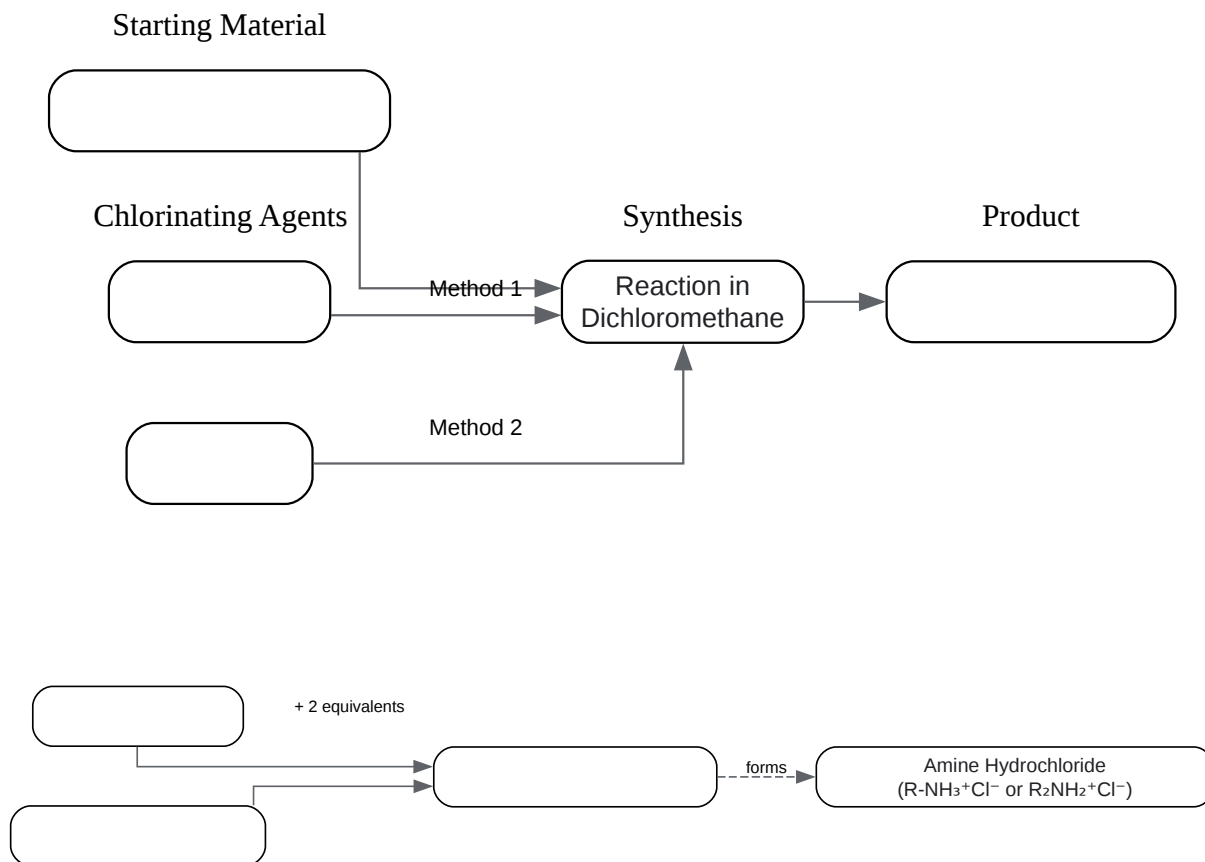 Starting Material
Chlorinating Agents
Synthesis
Product
Method 1
Reaction in
Dichloromethane
Method 2
+ 2 equivalents
forms
Amine Hydrochloride
(R-NH₃⁺Cl⁻ or R₂NH₂⁺Cl⁻)